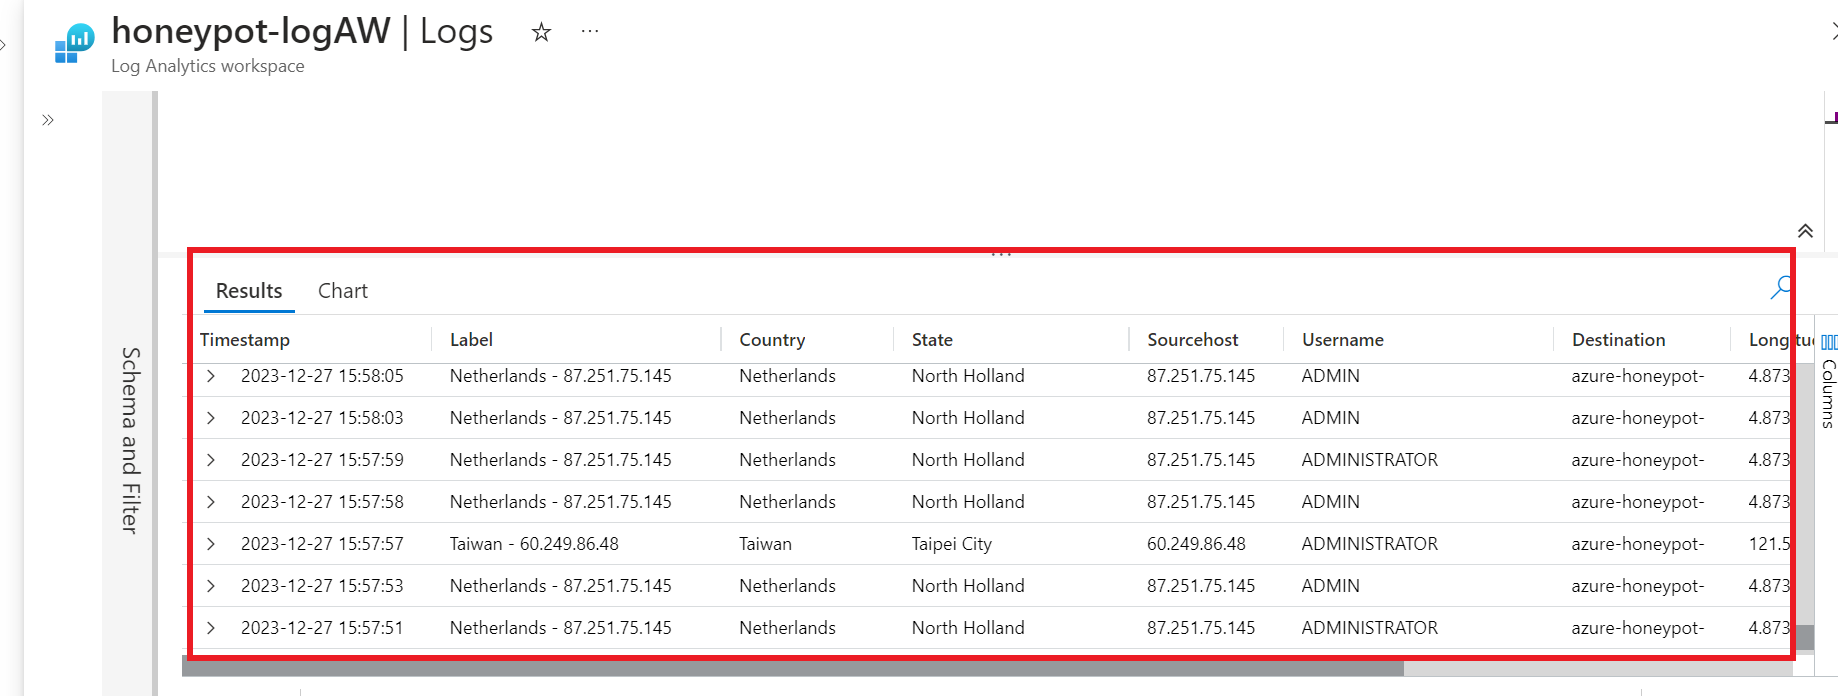 honeypot-logAW | Logs
Log Analytics workspace
Schema and Filter
Results Chart
Timestamp Label Country State Sourcehost Username Destination Longitu
2023-12-27 15:58:05 Netherlands - 87.251.75.145 Netherlands North Holland 87.251.75.145 ADMIN azure-honeypot- 4.873
2023-12-27 15:58:03 Netherlands - 87.251.75.145 Netherlands North Holland 87.251.75.145 ADMIN azure-honeypot- 4.873
2023-12-27 15:57:59 Netherlands - 87.251.75.145 Netherlands North Holland 87.251.75.145 ADMINISTRATOR azure-honeypot- 4.873
2023-12-27 15:57:58 Netherlands - 87.251.75.145 Netherlands North Holland 87.251.75.145 ADMIN azure-honeypot- 4.873
2023-12-27 15:57:57 Taiwan - 60.249.86.48 Taiwan Taipei City 60.249.86.48 ADMINISTRATOR azure-honeypot- 121.5
2023-12-27 15:57:53 Netherlands - 87.251.75.145 Netherlands North Holland 87.251.75.145 ADMIN azure-honeypot- 4.873
2023-12-27 15:57:51 Netherlands - 87.251.75.145 Netherlands North Holland 87.251.75.145 ADMINISTRATOR azure-honeypot- 4.873
Columns